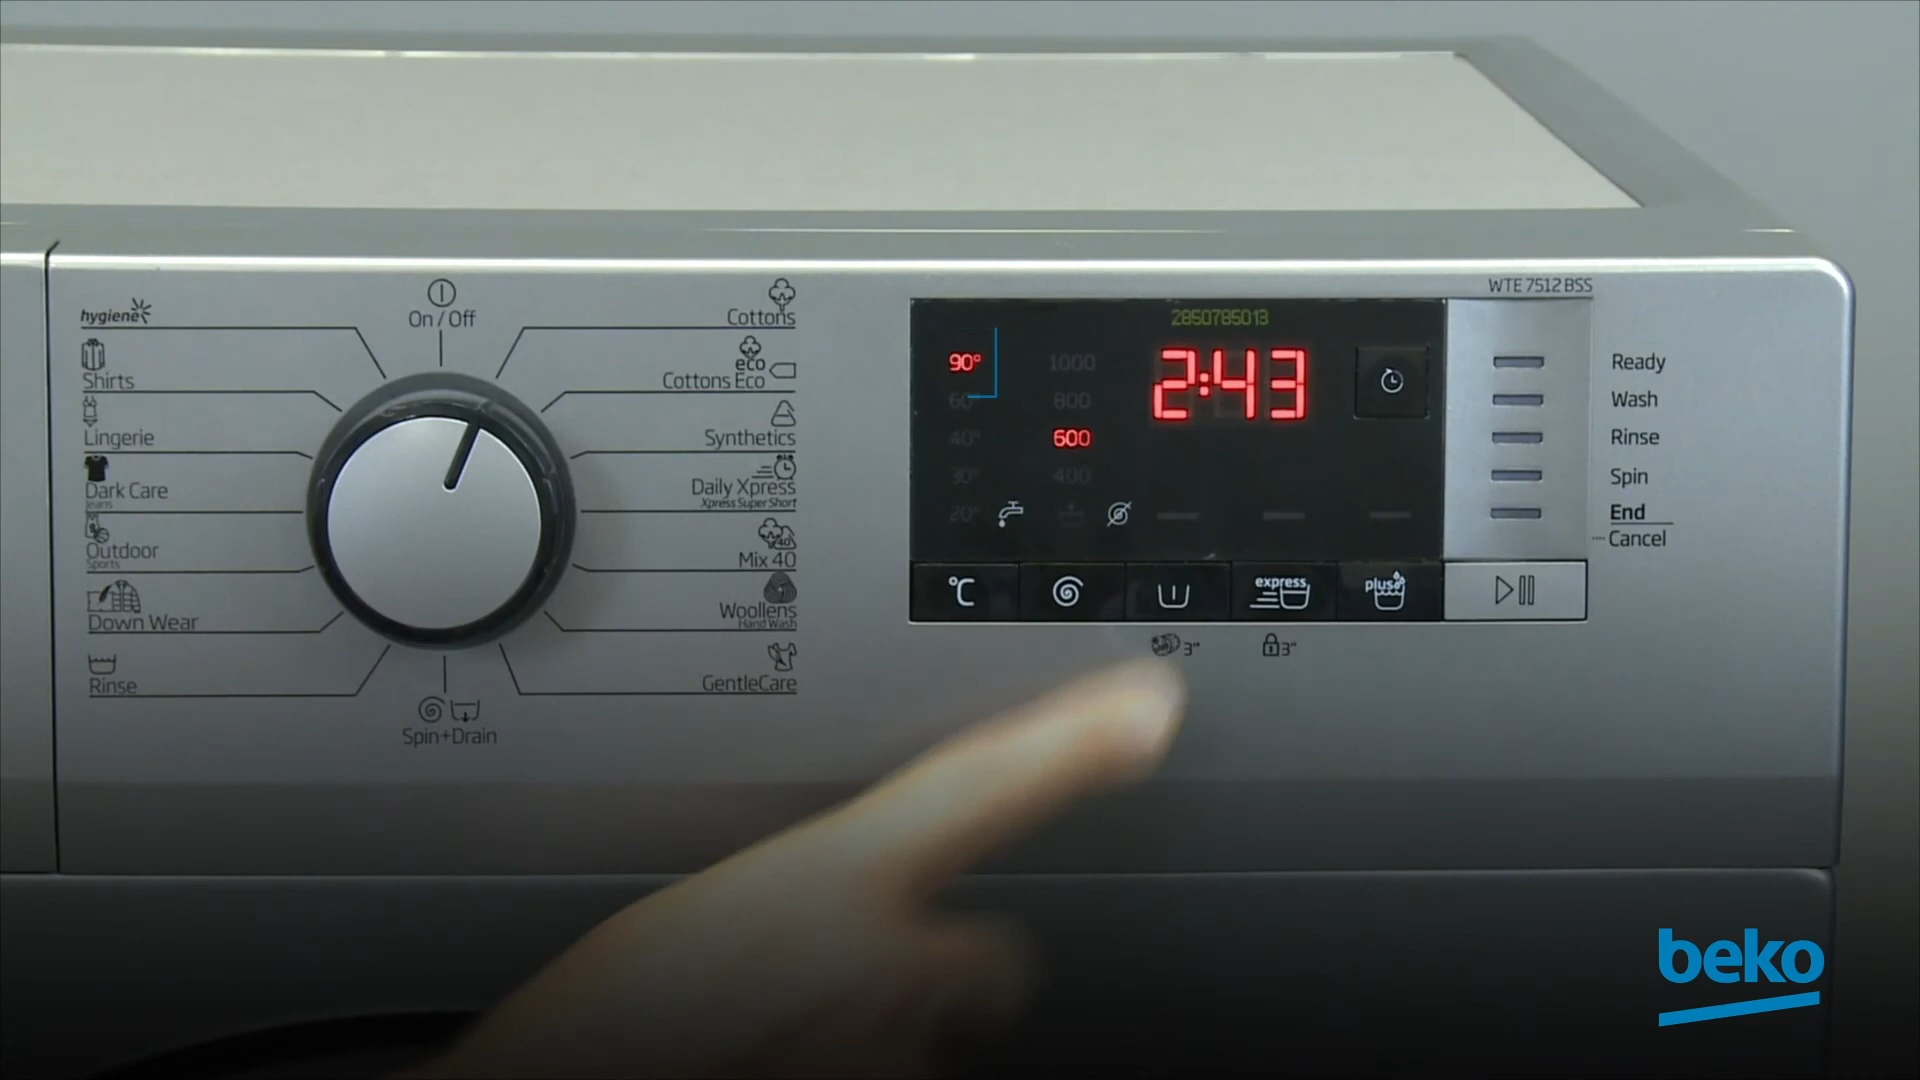 WTE 7512 BSS
hygiene
On / Off
Cottons
Shirts
eco
Cottons Eco
Lingerie
Synthetics
Dark Care
Jeans
Daily Xpress
Xpress Super Short
Outdoor
Sports
40
Mix 40
Down Wear
Woollens
Hand Wash
Rinse
GentleCare
Spin+Drain
2850785013
90°
1000
2:43
60°
800
40°
600
30°
400
20°
°C
express
plus
3"
3"
Ready
Wash
Rinse
Spin
End
Cancel
beko